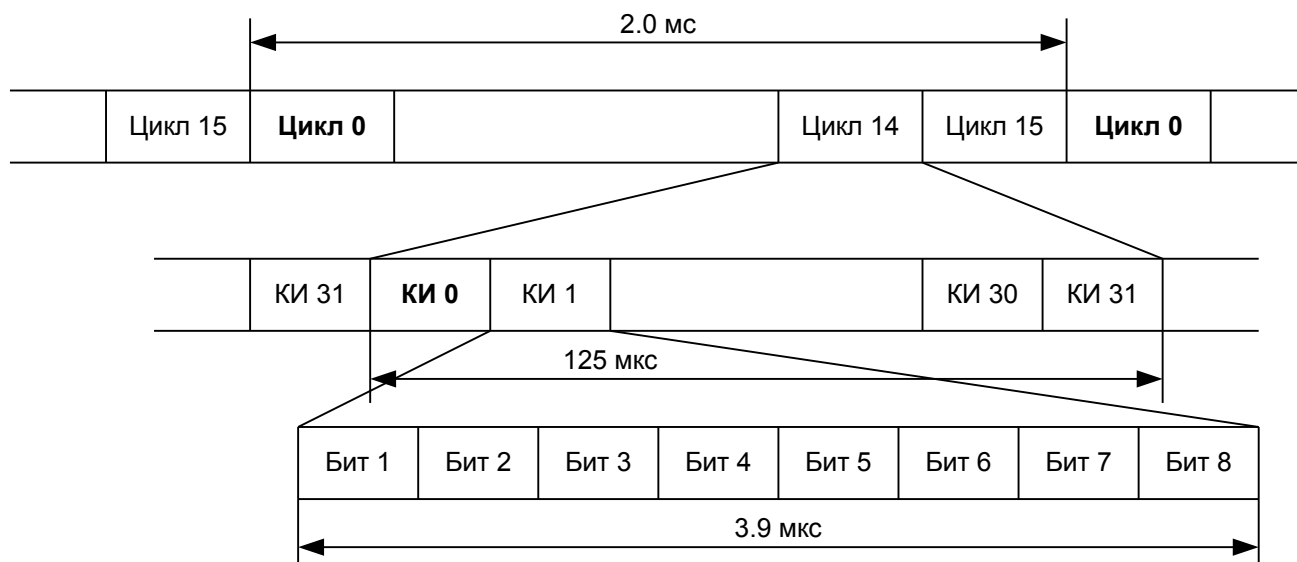 2.0 мс
Цикл 15 Цикл 0 Цикл 14 Цикл 15 Цикл 0
КИ 31 КИ 0 КИ 1 КИ 30 КИ 31
125 мкс
Бит 1 Бит 2 Бит 3 Бит 4 Бит 5 Бит 6 Бит 7 Бит 8
3.9 мкс